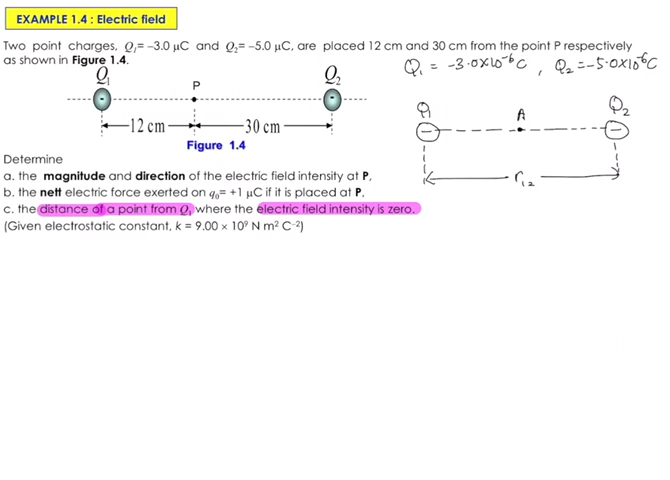 EXAMPLE 1.4 : Electric field
Two point charges, Q₁= −3.0 μC and Q₂= −5.0 μC, are placed 12 cm and 30 cm from the point P respectively
as shown in Figure 1.4.
Q₁ = −3.0×10⁻⁶ C , Q₂ = −5.0×10⁻⁶ C
Q₁ P Q₂
− −
12 cm 30 cm
Figure 1.4
Q₁ A Q₂
− −
r₁₂
Determine
a. the magnitude and direction of the electric field intensity at P,
b. the nett electric force exerted on q₀= +1 μC if it is placed at P,
c. the distance of a point from Q₁ where the electric field intensity is zero.
(Given electrostatic constant, k = 9.00 × 10⁹ N m² C⁻²)